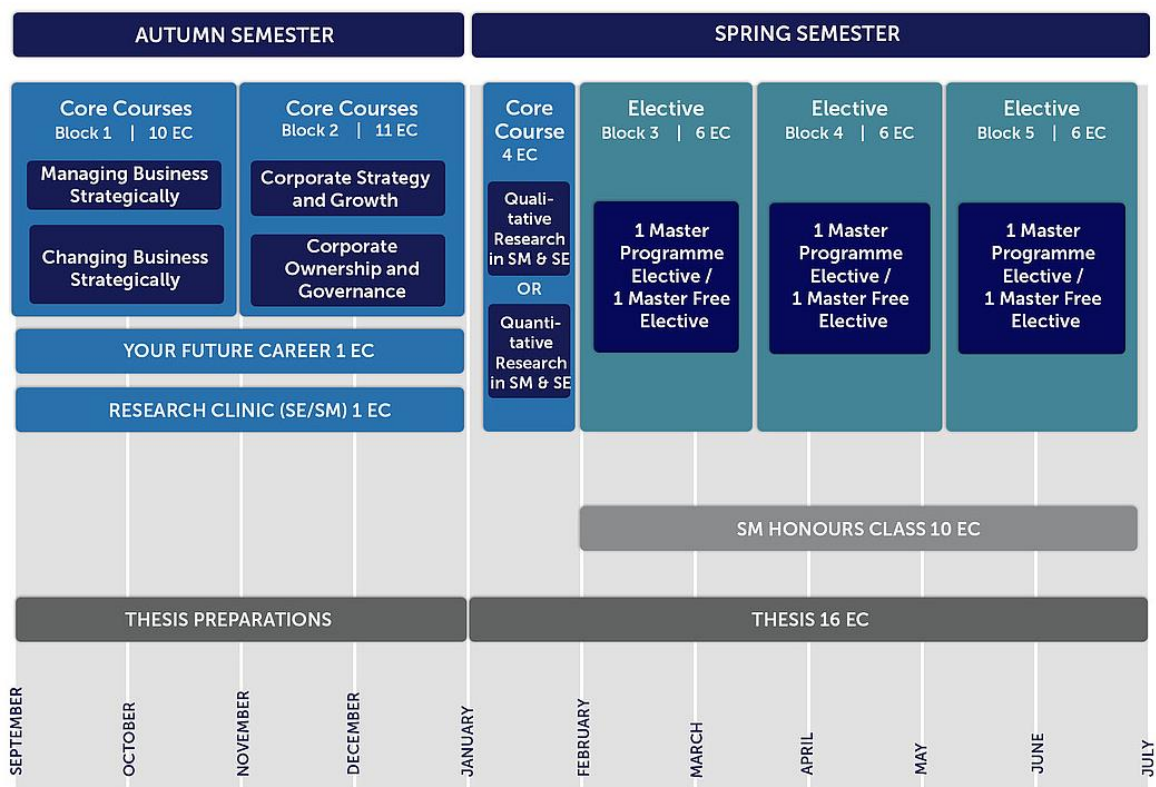 AUTUMN SEMESTER
SPRING SEMESTER
Core Courses
Block 1 | 10 EC
Managing Business
Strategically
Changing Business
Strategically
Core Courses
Block 2 | 11 EC
Corporate Strategy
and Growth
Corporate
Ownership and
Governance
YOUR FUTURE CAREER 1 EC
RESEARCH CLINIC (SE/SM) 1 EC
Core
Course
4 EC
Quali-
tative
Research
in SM & SE
OR
Quanti-
tative
Research
in SM & SE
Elective
Block 3 | 6 EC
1 Master
Programme
Elective /
1 Master Free
Elective
Elective
Block 4 | 6 EC
1 Master
Programme
Elective /
1 Master Free
Elective
Elective
Block 5 | 6 EC
1 Master
Programme
Elective /
1 Master Free
Elective
SM HONOURS CLASS 10 EC
THESIS PREPARATIONS
THESIS 16 EC
SEPTEMBER
OCTOBER
NOVEMBER
DECEMBER
JANUARY
FEBRUARY
MARCH
APRIL
MAY
JUNE
JULY